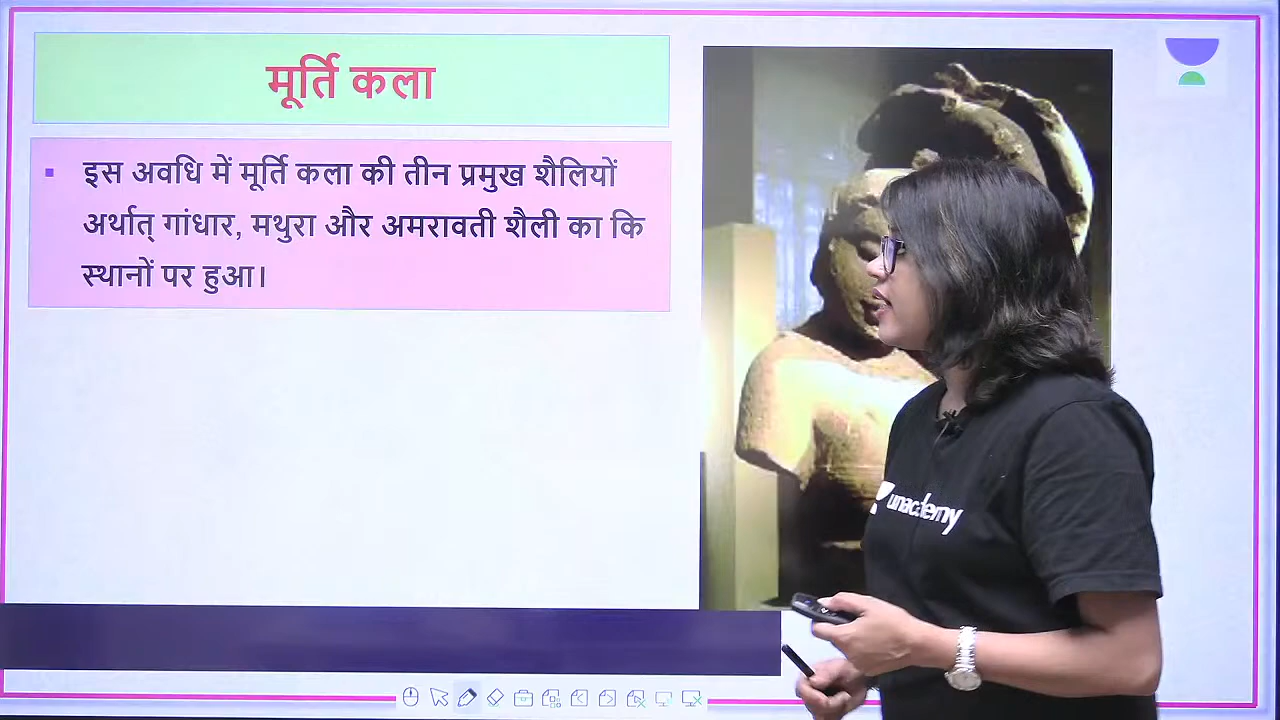 मूर्ति कला
▪ इस अवधि में मूर्ति कला की तीन प्रमुख शैलियों
अर्थात् गांधार, मथुरा और अमरावती शैली का कि
स्थानों पर हुआ।
unacademy